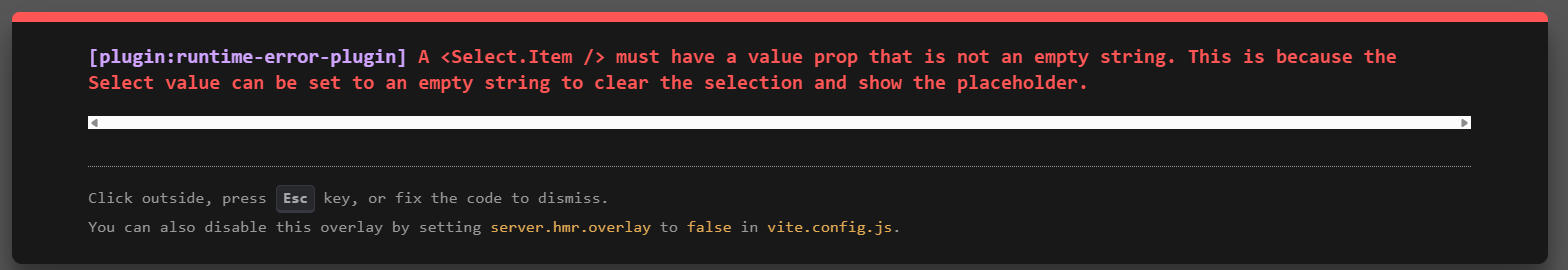 [plugin:runtime-error-plugin] A <Select.Item /> must have a value prop that is not an empty string. This is because the
Select value can be set to an empty string to clear the selection and show the placeholder.
Click outside, press Esc key, or fix the code to dismiss.
You can also disable this overlay by setting server.hmr.overlay to false in vite.config.js.